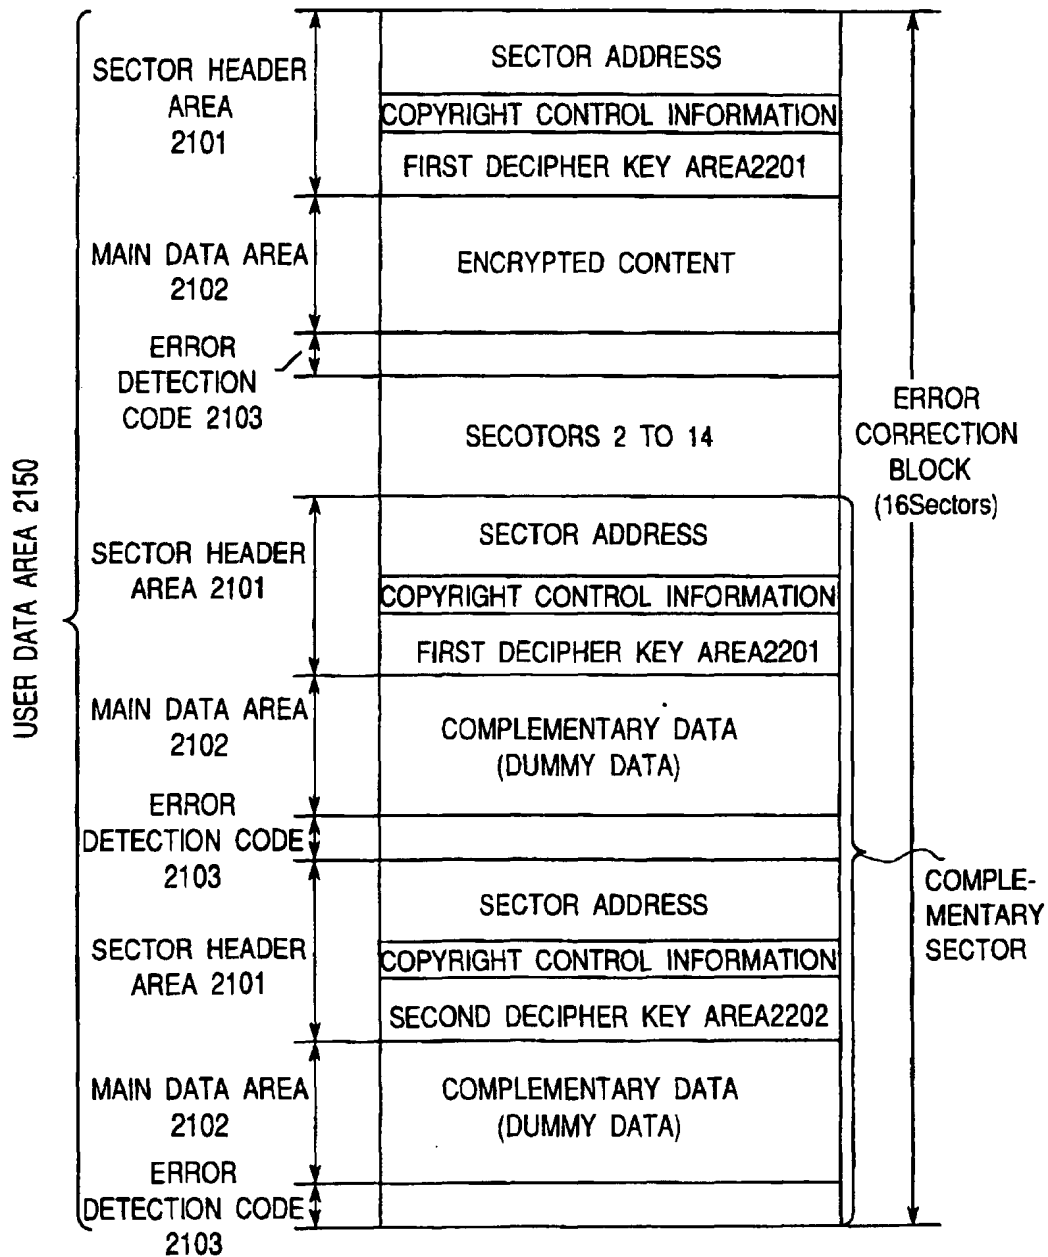 USER DATA AREA 2150
SECTOR HEADER
AREA
2101
SECTOR ADDRESS
COPYRIGHT CONTROL INFORMATION
FIRST DECIPHER KEY AREA2201
MAIN DATA AREA
2102
ENCRYPTED CONTENT
ERROR
DETECTION
CODE 2103
SECOTORS 2 TO 14
ERROR
CORRECTION
BLOCK
(16Sectors)
SECTOR HEADER
AREA 2101
SECTOR ADDRESS
COPYRIGHT CONTROL INFORMATION
FIRST DECIPHER KEY AREA2201
MAIN DATA AREA
2102
COMPLEMENTARY DATA
(DUMMY DATA)
ERROR
DETECTION CODE
2103
COMPLE-
MENTARY
SECTOR
SECTOR HEADER
AREA 2101
SECTOR ADDRESS
COPYRIGHT CONTROL INFORMATION
SECOND DECIPHER KEY AREA2202
MAIN DATA AREA
2102
COMPLEMENTARY DATA
(DUMMY DATA)
ERROR
DETECTION CODE
2103